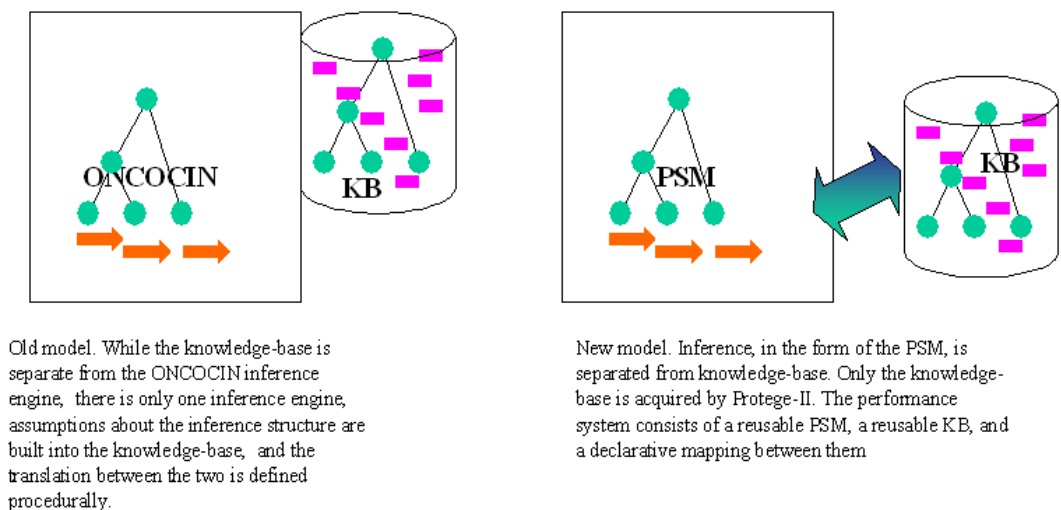 ONCOCIN
KB
PSM
KB
Old model. While the knowledge-base is
separate from the ONCOCIN inference
engine, there is only one inference engine,
assumptions about the inference structure are
built into the knowledge-base, and the
translation between the two is defined
procedurally.
New model. Inference, in the form of the PSM, is
separated from knowledge-base. Only the knowledge-
base is acquired by Protege-II. The performance
system consists of a reusable PSM, a reusable KB, and
a declarative mapping between them